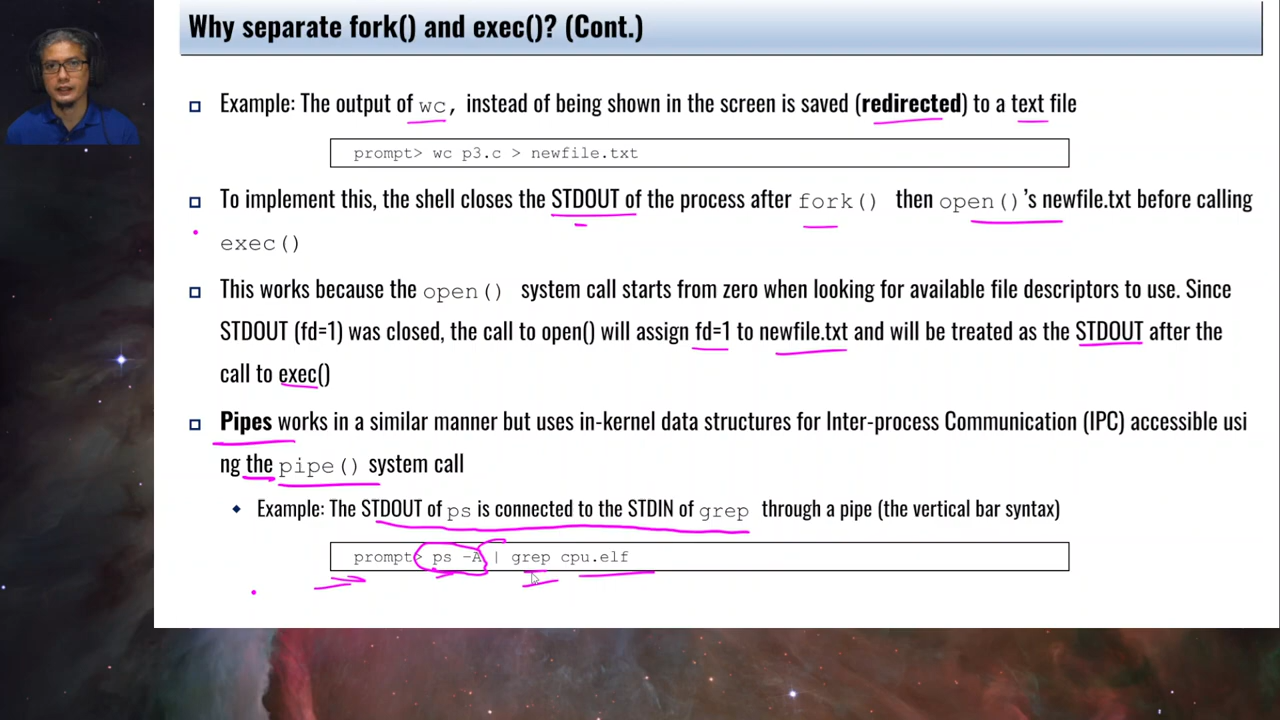 Why separate fork() and exec()? (Cont.)
Example: The output of wc, instead of being shown in the screen is saved (redirected) to a text file
prompt> wc p3.c > newfile.txt
To implement this, the shell closes the STDOUT of the process after fork() then open()’s newfile.txt before calling
exec()
This works because the open() system call starts from zero when looking for available file descriptors to use. Since
STDOUT (fd=1) was closed, the call to open() will assign fd=1 to newfile.txt and will be treated as the STDOUT after the
call to exec()
Pipes works in a similar manner but uses in-kernel data structures for Inter-process Communication (IPC) accessible usi
ng the pipe() system call
Example: The STDOUT of ps is connected to the STDIN of grep through a pipe (the vertical bar syntax)
prompt> ps -A | grep cpu.elf